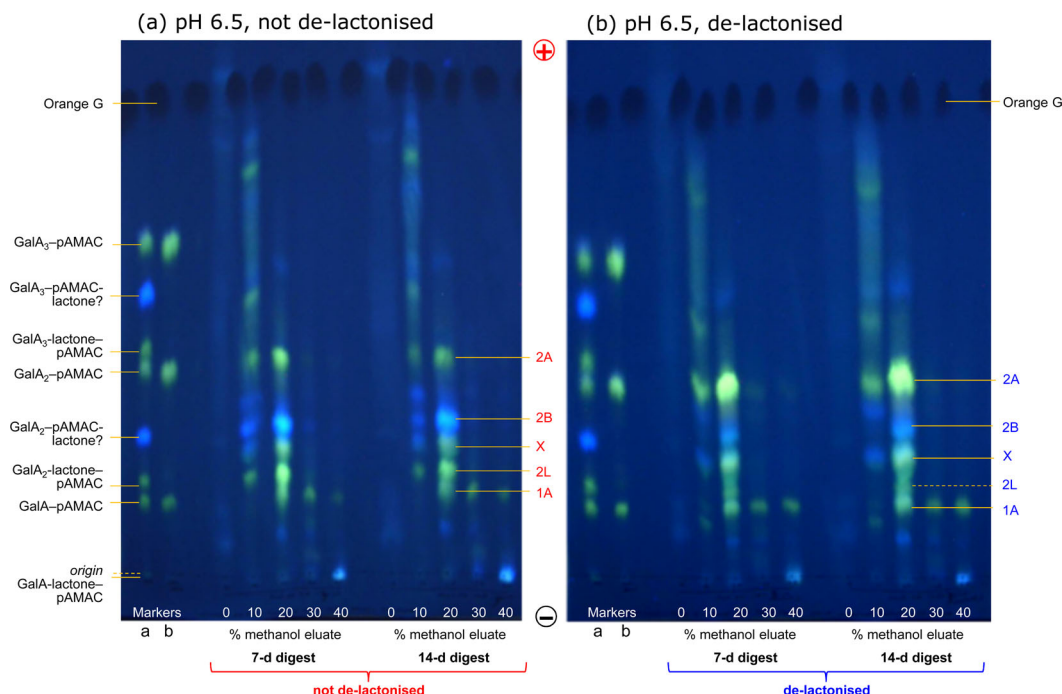 (a) pH 6.5, not de-lactonised
(b) pH 6.5, de-lactonised
+
Orange G
Orange G
GalA₃–pAMAC
GalA₃–pAMAC-
lactone?
GalA₃-lactone–
pAMAC
GalA₂–pAMAC
GalA₂–pAMAC-
lactone?
GalA₂-lactone–
pAMAC
GalA–pAMAC
origin
GalA-lactone–
pAMAC
2A
2B
X
2L
1A
2A
2B
X
2L
1A
−
Markers 0 10 20 30 40 0 10 20 30 40
a b % methanol eluate % methanol eluate
7-d digest 14-d digest
not de-lactonised
Markers 0 10 20 30 40 0 10 20 30 40
a b % methanol eluate % methanol eluate
7-d digest 14-d digest
de-lactonised